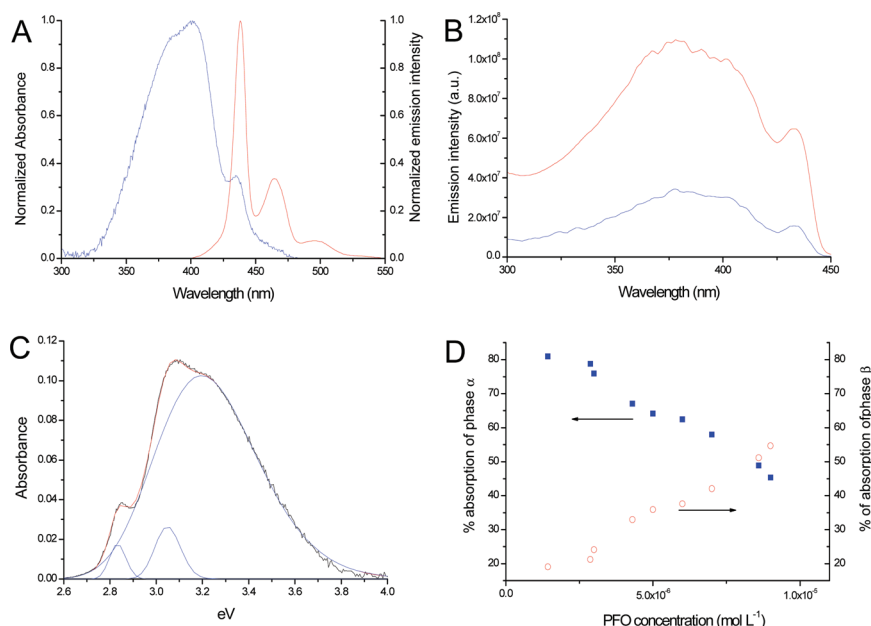 A
Normalized Absorbance
1.0
0.8
0.6
0.4
0.2
0.0
300 350 400 450 500 550
Wavelength (nm)
1.0
0.8
0.6
0.4
0.2
0.0
Normalized emission intensity
B
Emission intensity (a.u.)
1.2x10⁸
1.0x10⁸
8.0x10⁷
6.0x10⁷
4.0x10⁷
2.0x10⁷
0.0
300 350 400 450
Wavelength (nm)
C
Absorbance
0.12
0.10
0.08
0.06
0.04
0.02
0.00
2.6 2.8 3.0 3.2 3.4 3.6 3.8 4.0
eV
D
% absorption of phase α
80
70
60
50
40
30
20
0.0 5.0x10⁻⁶ 1.0x10⁻⁵
PFO concentration (mol L⁻¹)
80
70
60
50
40
30
20
% of absorption of phase β